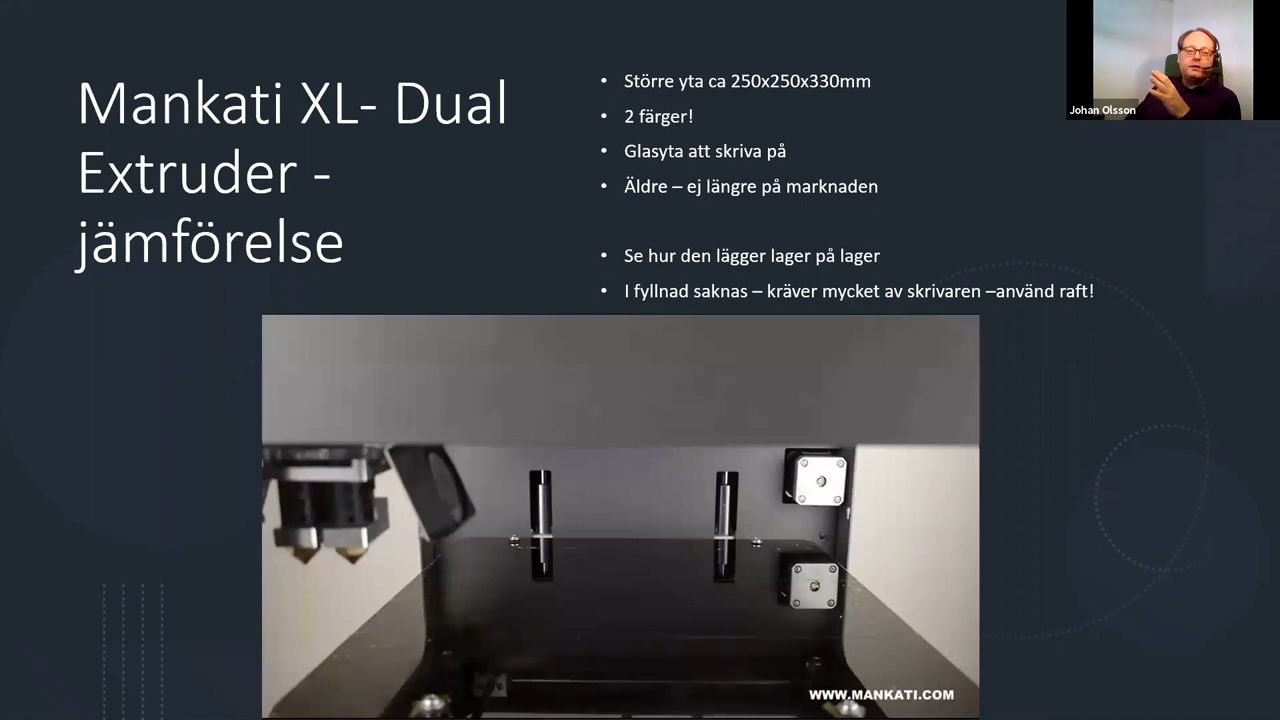 Mankati XL- Dual
Extruder -
jämförelse
• Större yta ca 250x250x330mm
• 2 färger!
• Glasyta att skriva på
• Äldre – ej längre på marknaden
• Se hur den lägger lager på lager
• I fyllnad saknas – kräver mycket av skrivaren –använd raft!
Johan Olsson
WWW.MANKATI.COM